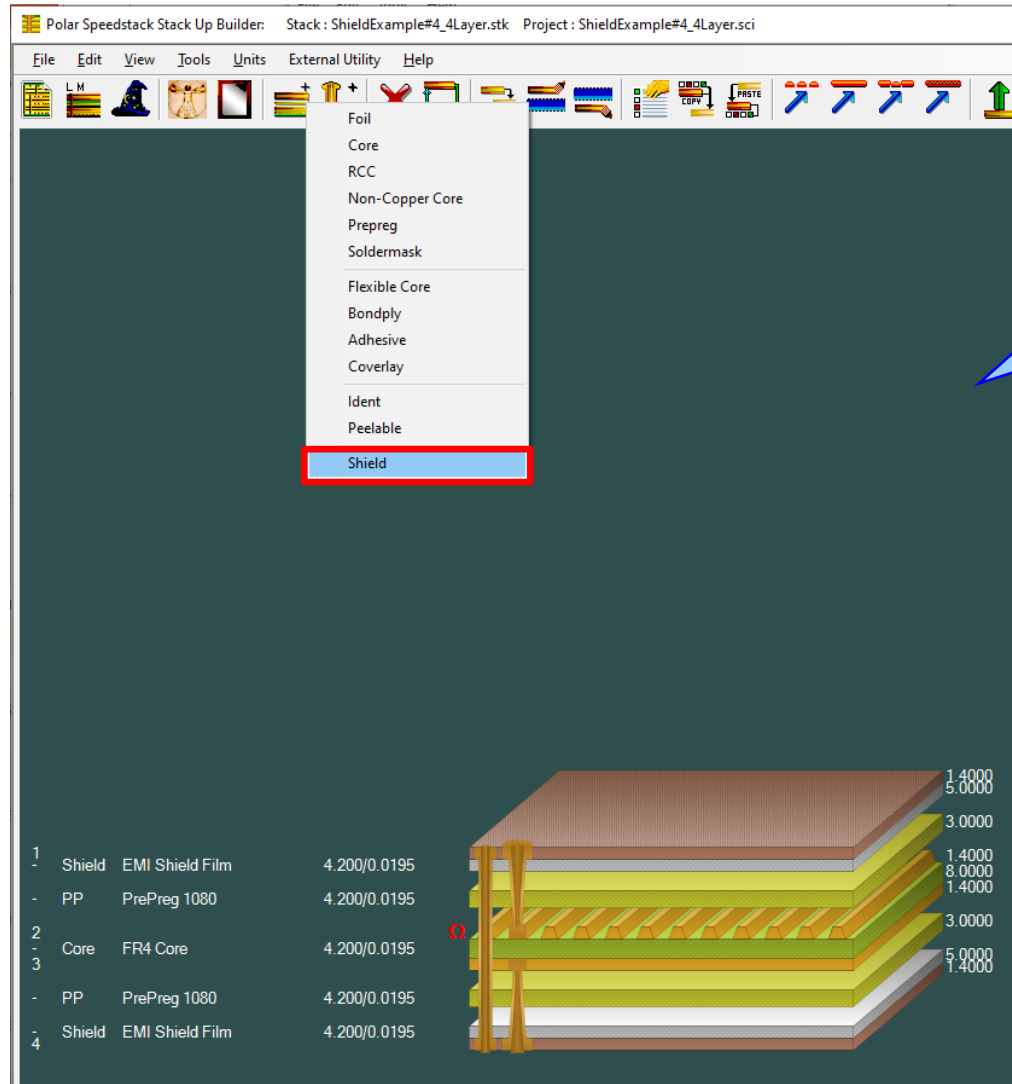 Polar Speedstack Stack Up Builder: Stack : ShieldExample#4_4Layer.stk Project : ShieldExample#4_4Layer.sci
File Edit View Tools Units External Utility Help
L M
COPY
PASTE
Foil
Core
RCC
Non-Copper Core
Prepreg
Soldermask
Flexible Core
Bondply
Adhesive
Coverlay
Ident
Peelable
Shield
1.4000
5.0000
3.0000
1 - Shield EMI Shield Film 4.200/0.0195 1.4000
8.0000
- PP PrePreg 1080 4.200/0.0195 1.4000
2 Ω 3.0000
- Core FR4 Core 4.200/0.0195
3 5.0000
1.4000
- PP PrePreg 1080 4.200/0.0195
- Shield EMI Shield Film 4.200/0.0195
4